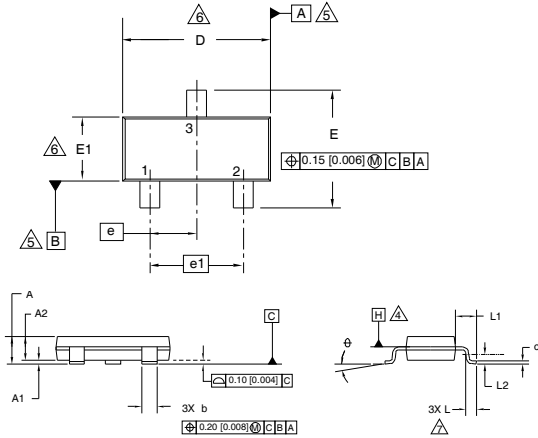 6
D
A 5
3
E
6 E1
⌖ 0.15 [0.006] Ⓜ C B A
1 2
5 B
e
e1
A
A2
C
H 4
L1
θ
c
A1
⌓ 0.10 [0.004] C
L2
3X b
3X L
⌖ 0.20 [0.008] Ⓜ C B A
7